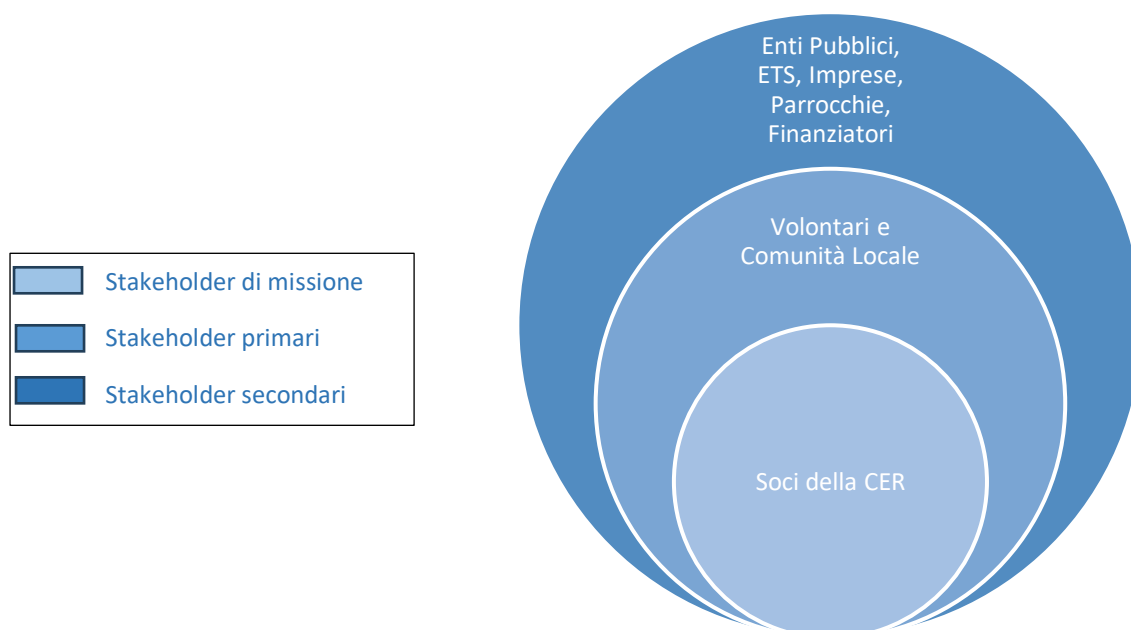 Enti Pubblici,
ETS, Imprese,
Parrocchie,
Finanziatori
Volontari e
Comunità Locale
Soci della CER
Stakeholder di missione
Stakeholder primari
Stakeholder secondari